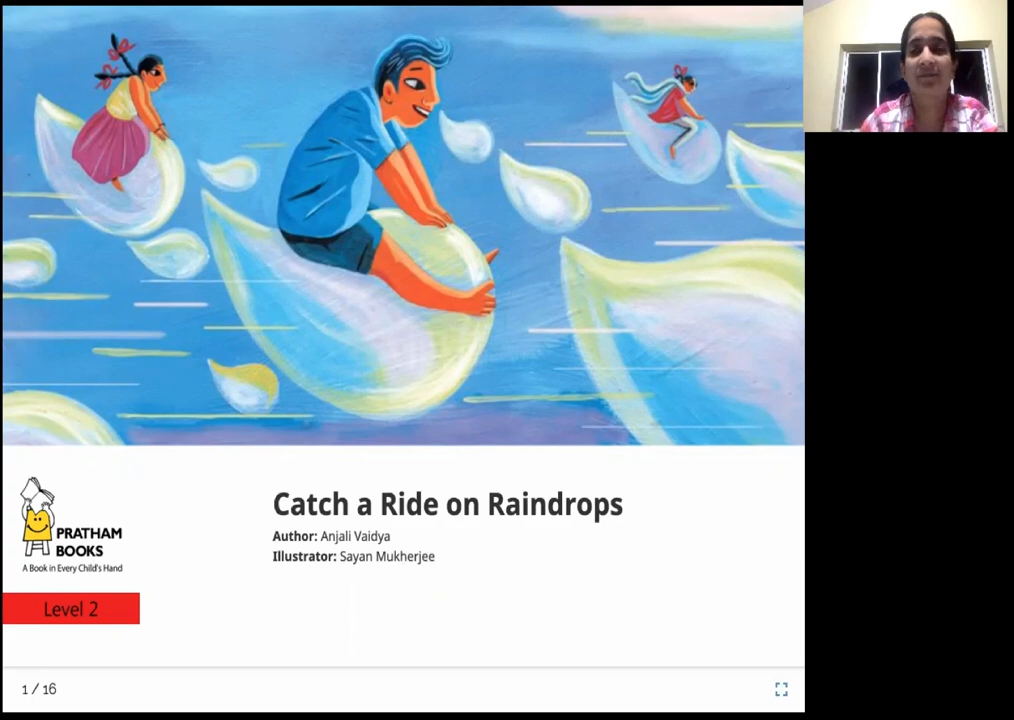 Catch a Ride on Raindrops
Author: Anjali Vaidya
Illustrator: Sayan Mukherjee
PRATHAM
BOOKS
A Book in Every Child's Hand
Level 2
1 / 16